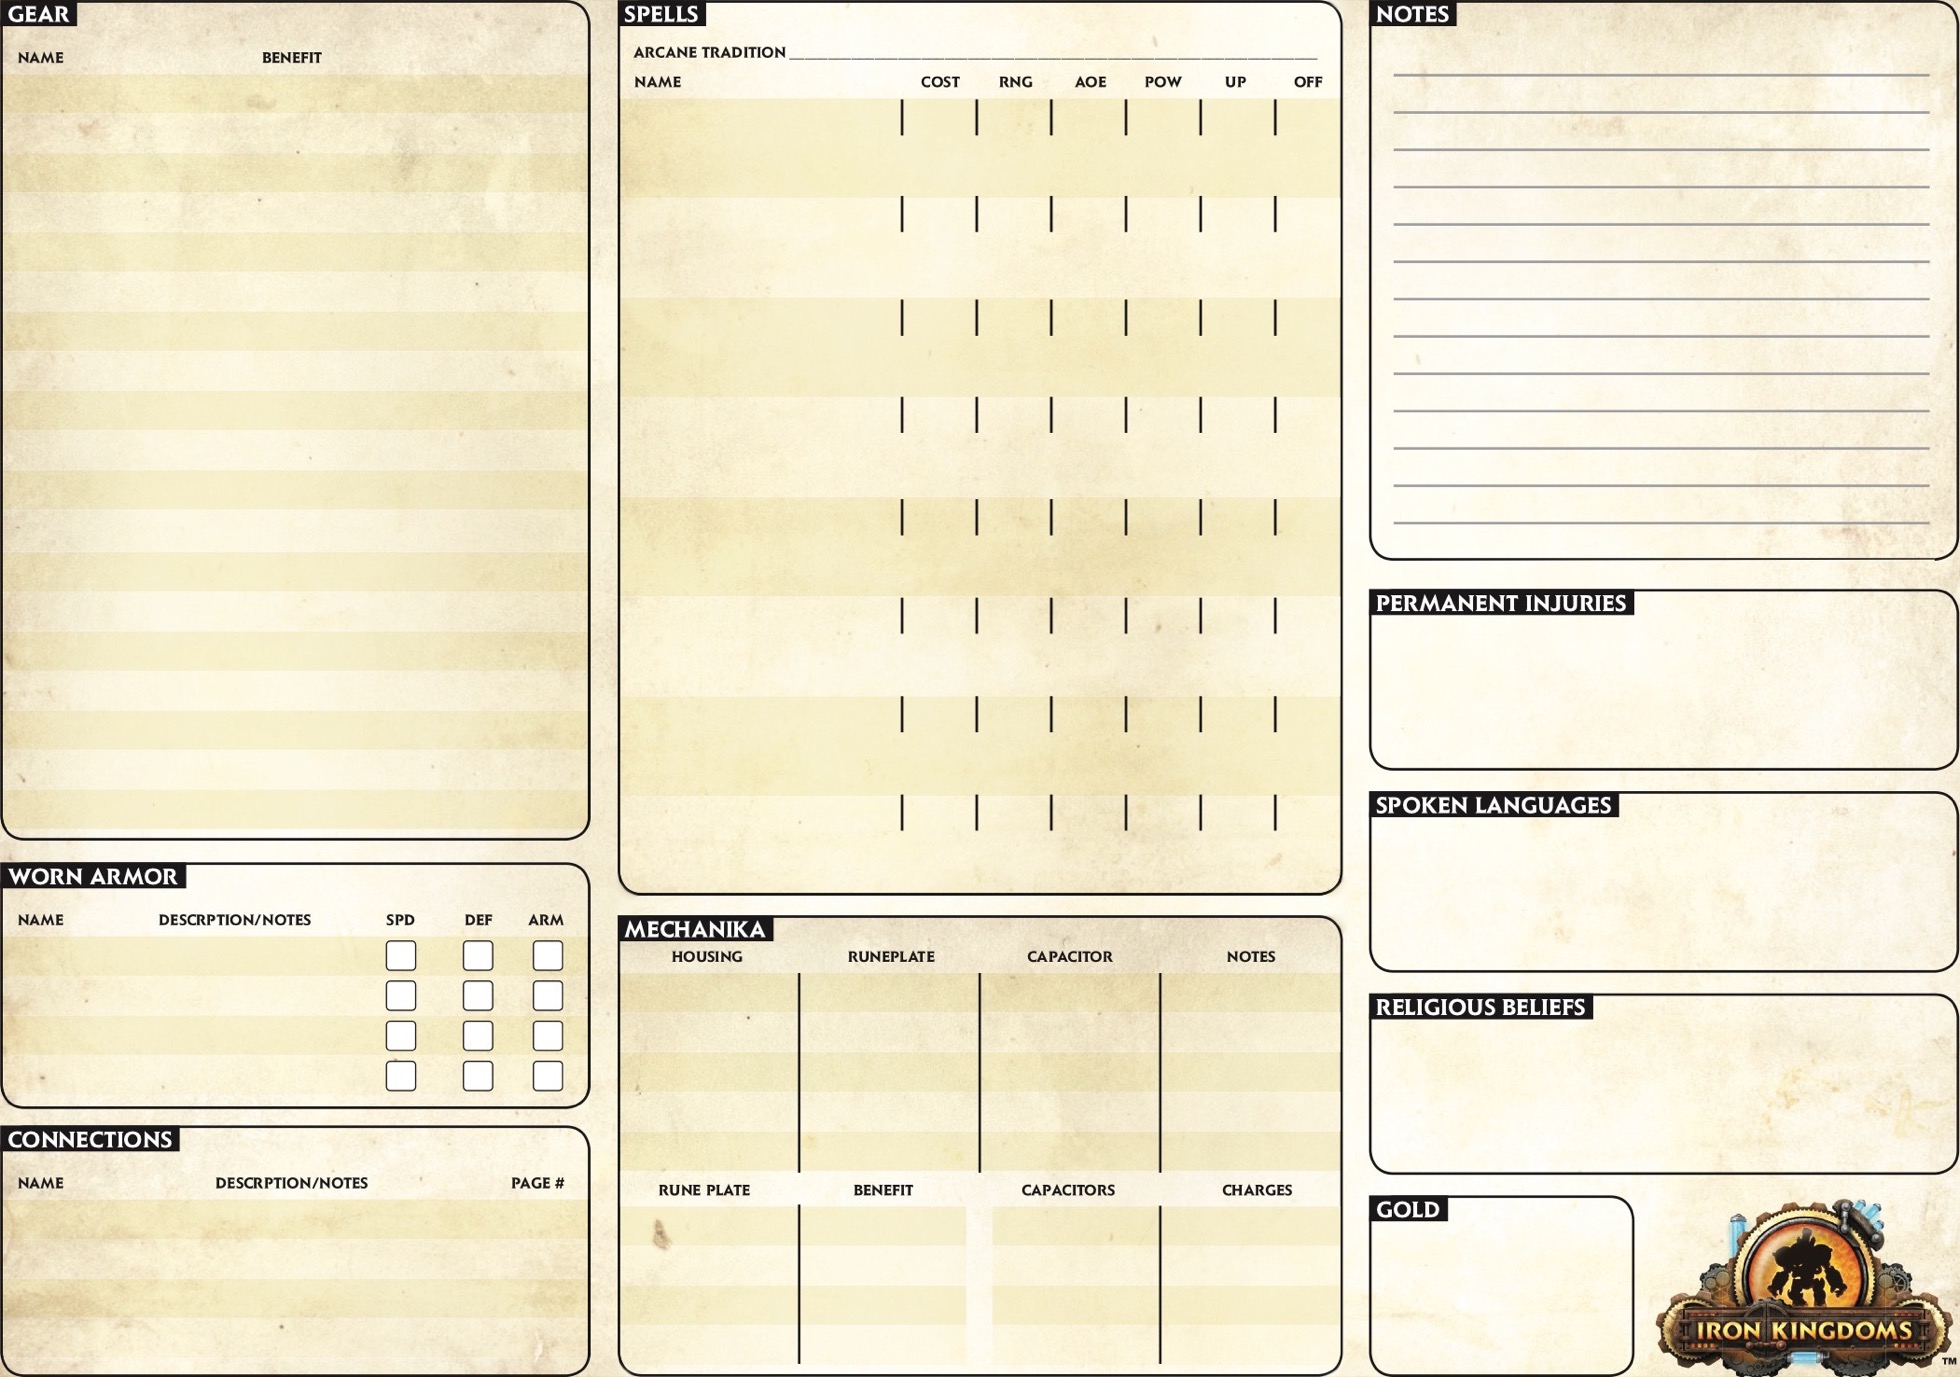 GEAR
NAME BENEFIT
WORN ARMOR
NAME DESCRPTION/NOTES SPD DEF ARM
CONNECTIONS
NAME DESCRPTION/NOTES PAGE #
SPELLS
ARCANE TRADITION
NAME COST RNG AOE POW UP OFF
MECHANIKA
HOUSING RUNEPLATE CAPACITOR NOTES
RUNE PLATE BENEFIT CAPACITORS CHARGES
NOTES
PERMANENT INJURIES
SPOKEN LANGUAGES
RELIGIOUS BELIEFS
GOLD
IRON KINGDOMS
TM